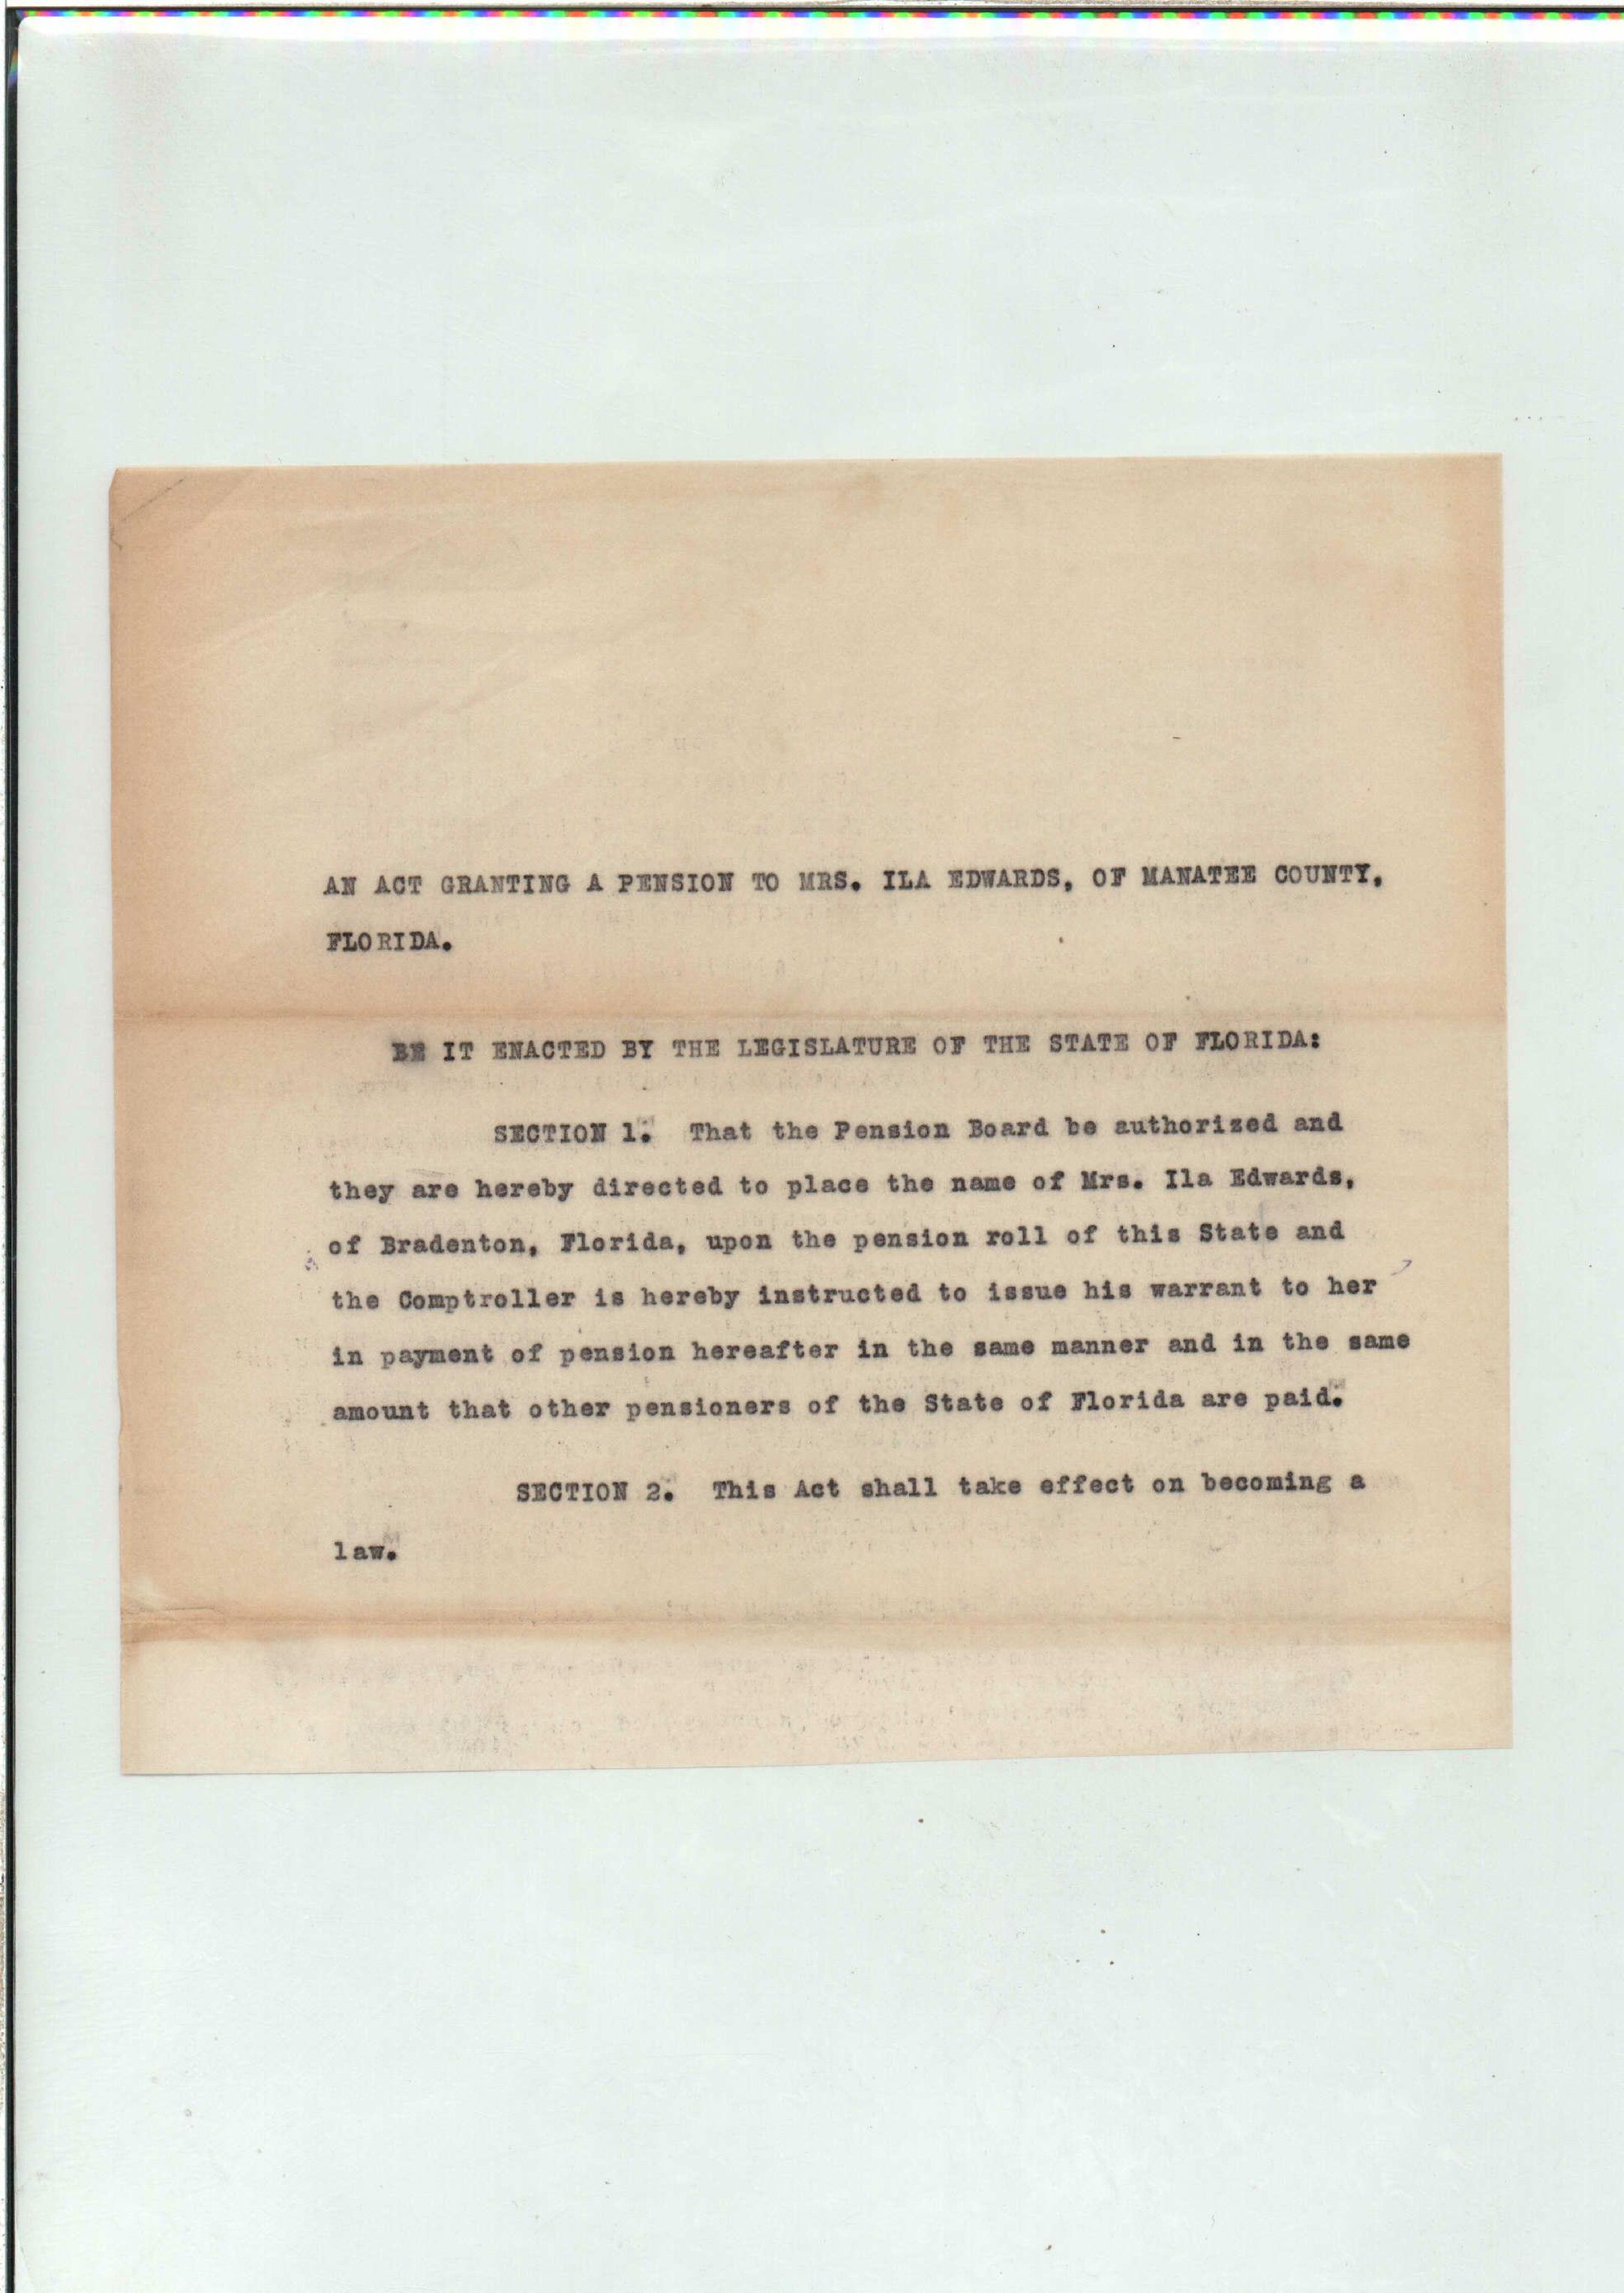 AN ACT GRANTING A PENSION TO MRS. ILA EDWARDS, OF MANATEE COUNTY,
FLORIDA.
BE IT ENACTED BY THE LEGISLATURE OF THE STATE OF FLORIDA:
SECTION 1. That the Pension Board be authorized and
they are hereby directed to place the name of Mrs. Ila Edwards,
of Bradenton, Florida, upon the pension roll of this State and
the Comptroller is hereby instructed to issue his warrant to her
in payment of pension hereafter in the same manner and in the same
amount that other pensioners of the State of Florida are paid.
SECTION 2. This Act shall take effect on becoming a
law.